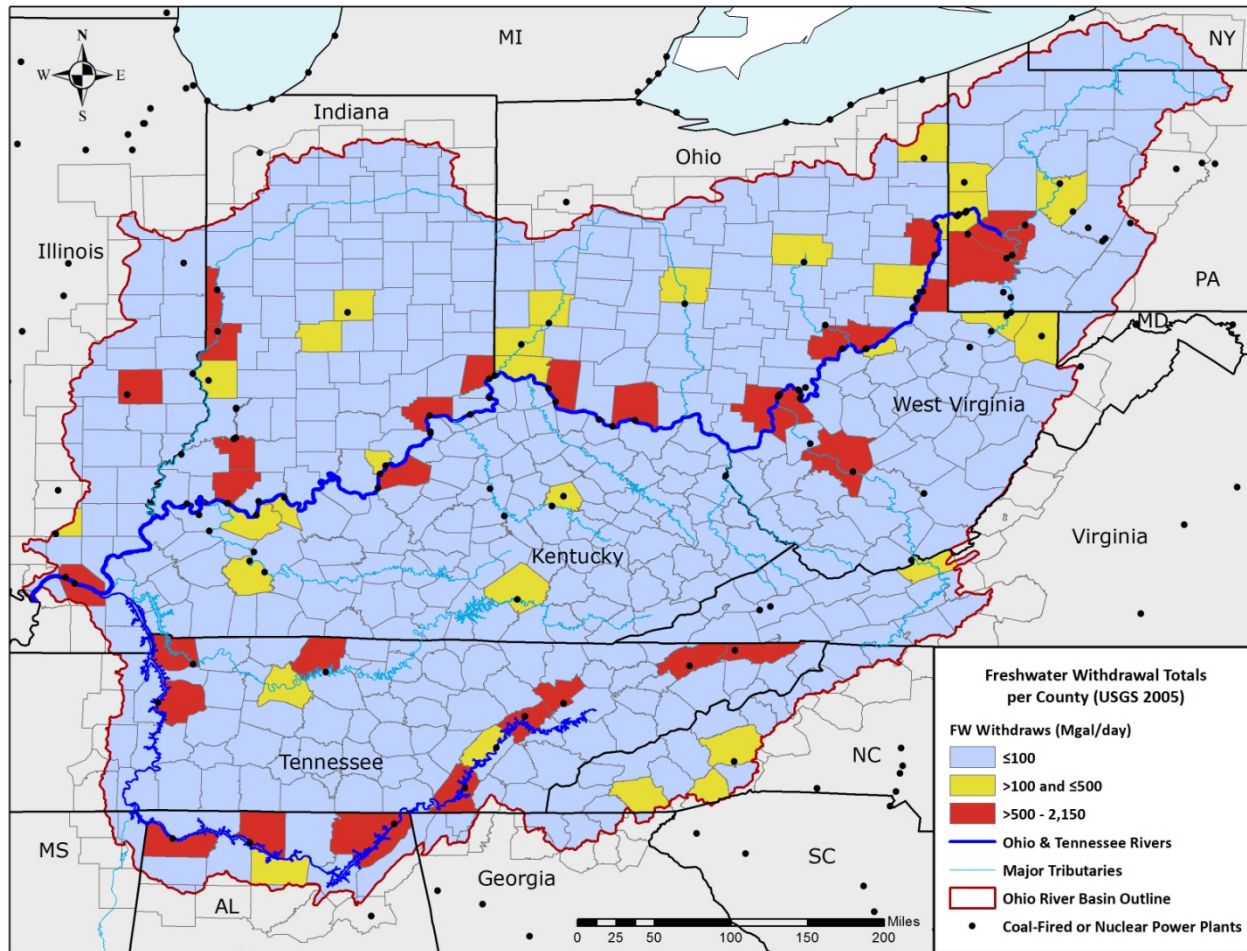 N
W E
S
MI
NY
Indiana
Ohio
Illinois
PA
MD
West Virginia
Virginia
Kentucky
Tennessee
NC
MS
AL
Georgia
SC
Freshwater Withdrawal Totals
per County (USGS 2005)
FW Withdraws (Mgal/day)
≤100
>100 and ≤500
>500 - 2,150
Ohio & Tennessee Rivers
Major Tributaries
Ohio River Basin Outline
Coal-Fired or Nuclear Power Plants
Miles
0 25 50 100 150 200